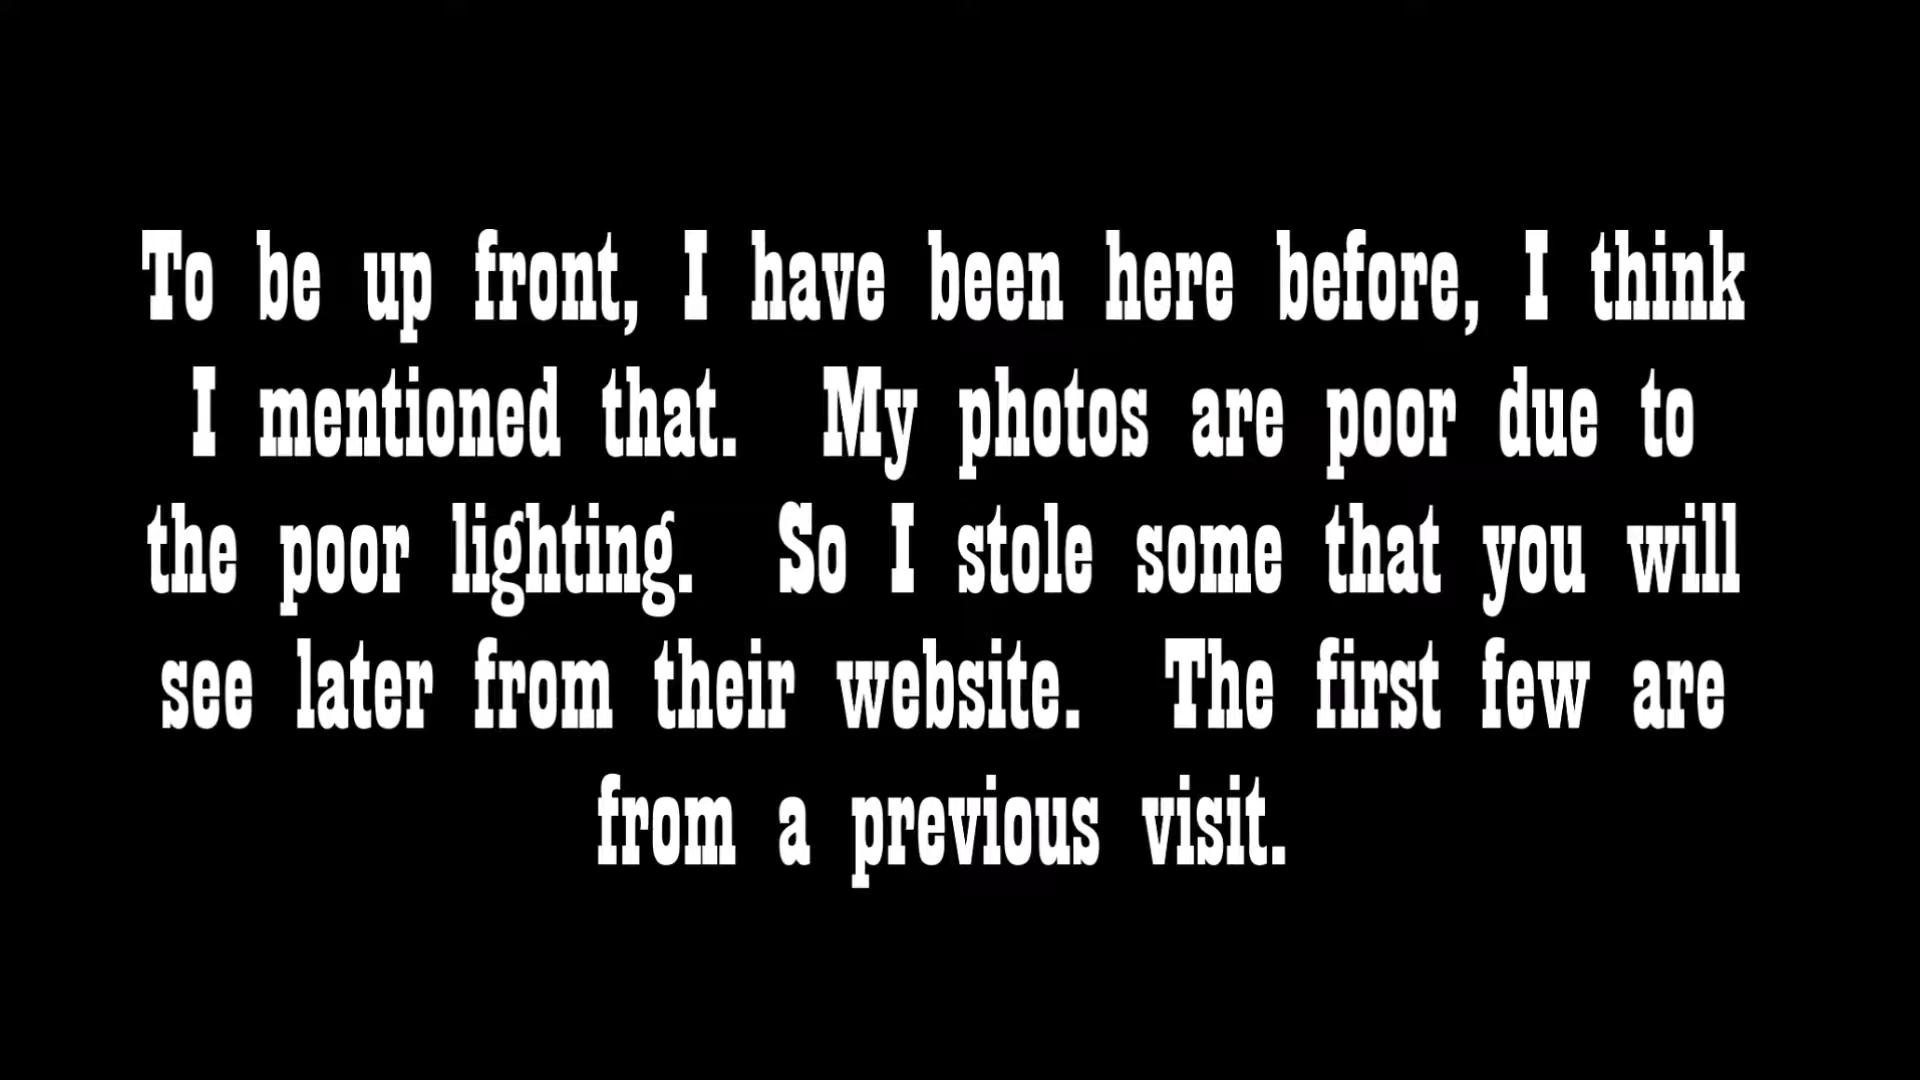 To be up front, I have been here before, I think
I mentioned that. My photos are poor due to
the poor lighting. So I stole some that you will
see later from their website. The first few are
from a previous visit.